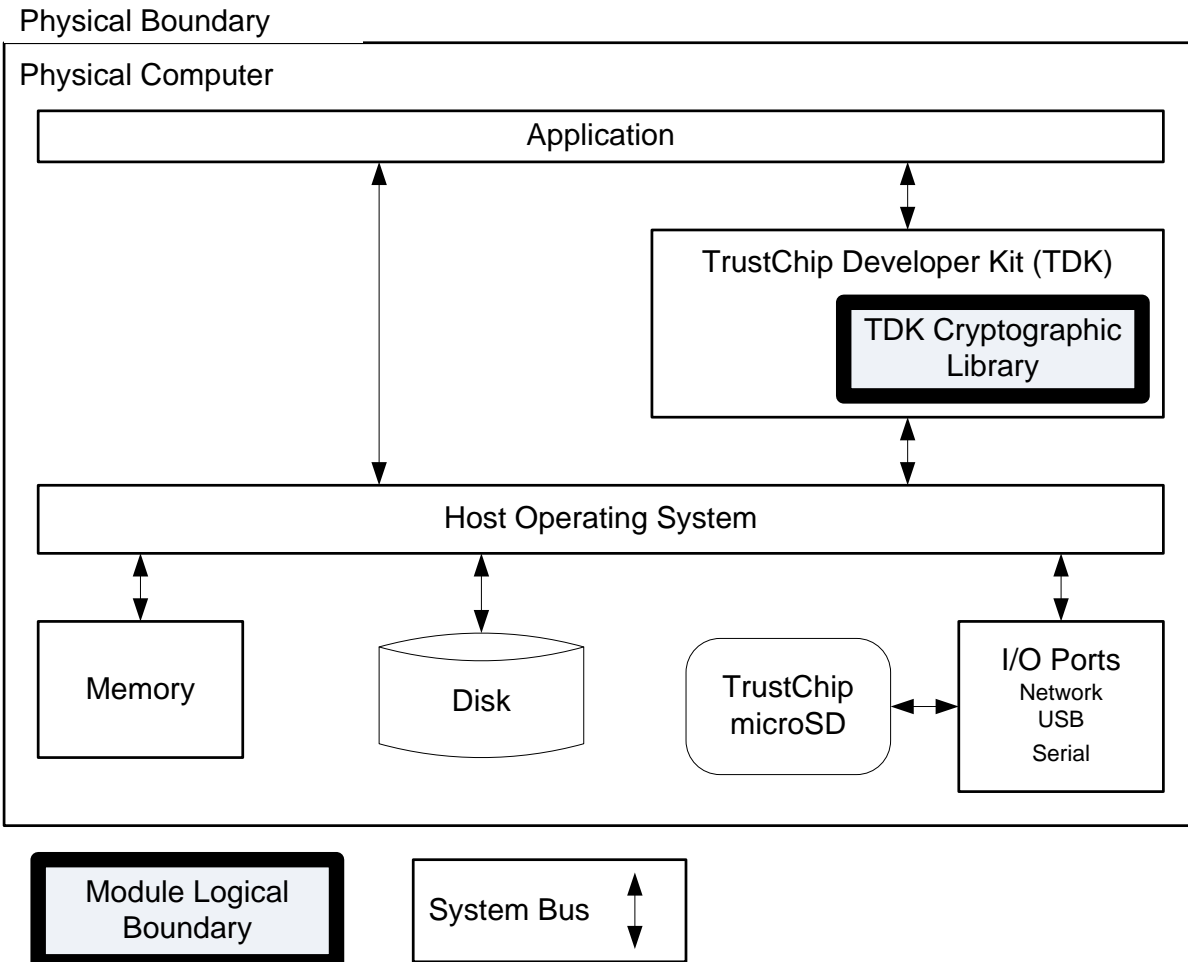 Physical Boundary
Physical Computer
Application
TrustChip Developer Kit (TDK)
TDK Cryptographic
Library
Host Operating System
Memory
Disk
TrustChip
microSD
I/O Ports
Network
USB
Serial
Module Logical
Boundary
System Bus